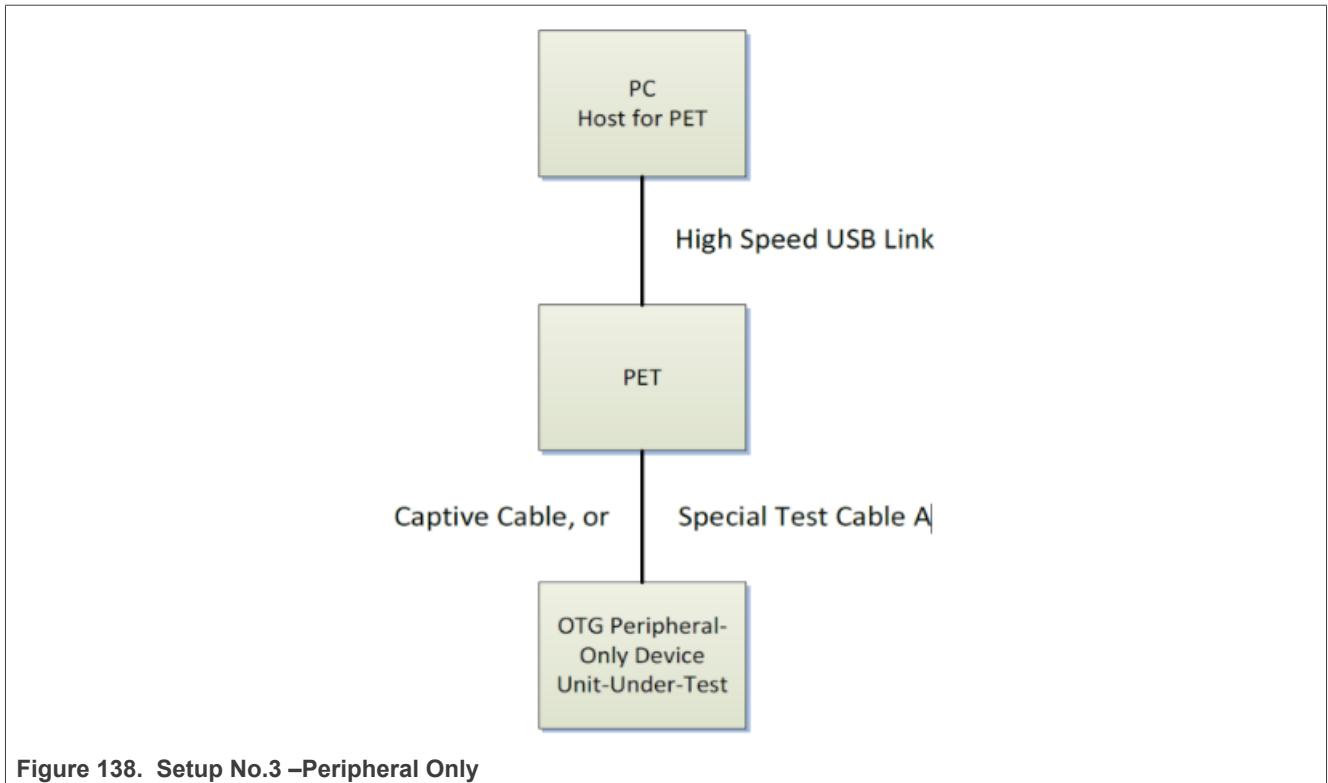 PC
Host for PET
High Speed USB Link
PET
Captive Cable, or
Special Test Cable A
OTG Peripheral-
Only Device
Unit-Under-Test
Figure 138. Setup No.3 –Peripheral Only